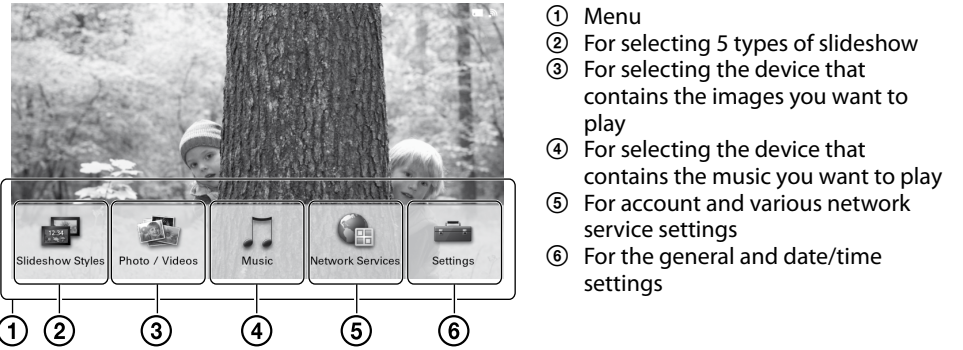 ① Menu
② For selecting 5 types of slideshow
③ For selecting the device that
contains the images you want to
play
④ For selecting the device that
contains the music you want to play
⑤ For account and various network
service settings
⑥ For the general and date/time
settings
12:34
Slideshow Styles
Photo / Videos
Music
Network Services
Settings
①
②
③
④
⑤
⑥